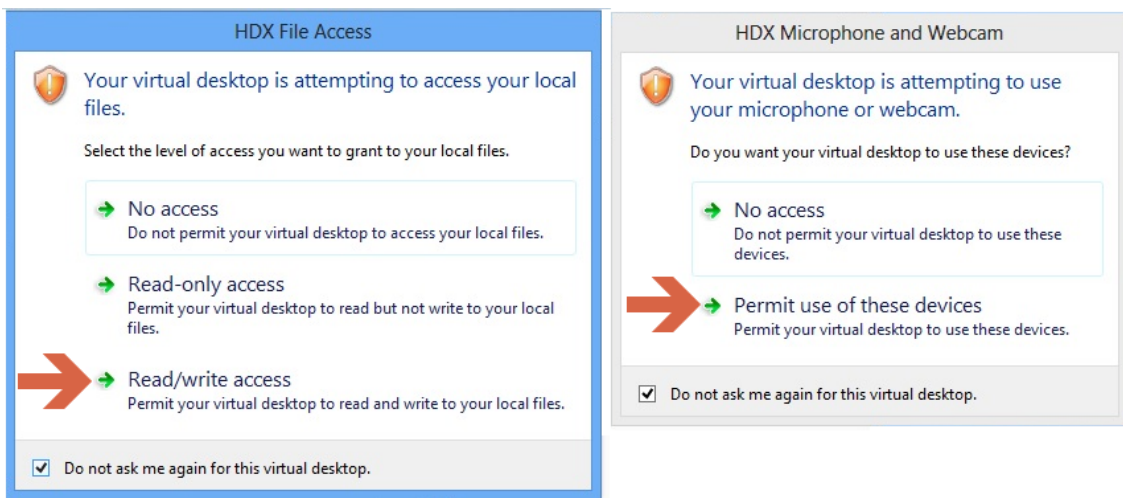 HDX File Access
Your virtual desktop is attempting to access your local
files.
Select the level of access you want to grant to your local files.
No access
Do not permit your virtual desktop to access your local files.
Read-only access
Permit your virtual desktop to read but not write to your local
files.
Read/write access
Permit your virtual desktop to read and write to your local files.
Do not ask me again for this virtual desktop.
HDX Microphone and Webcam
Your virtual desktop is attempting to use
your microphone or webcam.
Do you want your virtual desktop to use these devices?
No access
Do not permit your virtual desktop to use these
devices.
Permit use of these devices
Permit your virtual desktop to use these devices.
Do not ask me again for this virtual desktop.